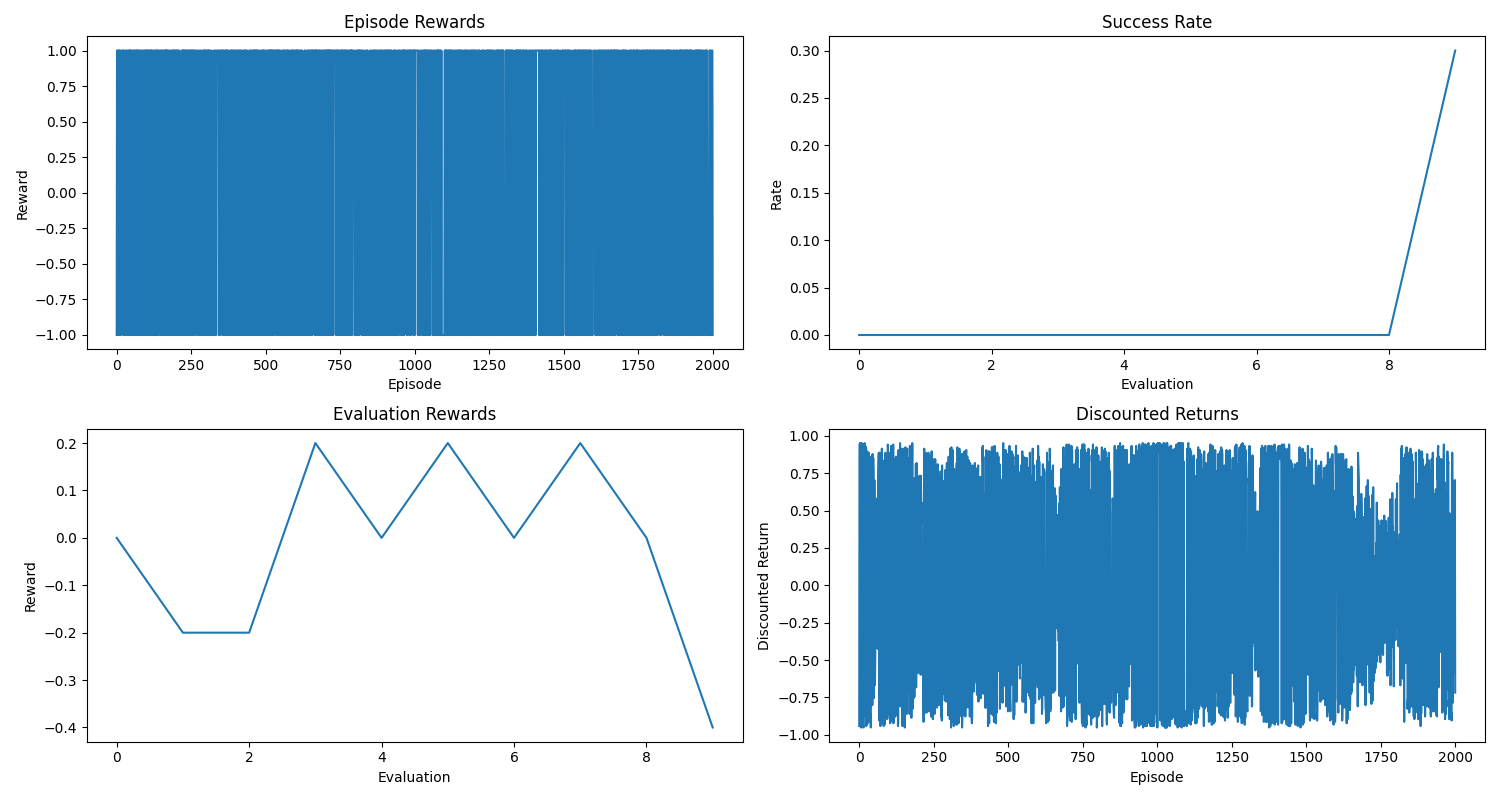 Episode Rewards
1.00
0.75
0.50
0.25
0.00
−0.25
−0.50
−0.75
−1.00
Reward
0 250 500 750 1000 1250 1500 1750 2000
Episode
Success Rate
0.30
0.25
0.20
0.15
0.10
0.05
0.00
Rate
0 2 4 6 8
Evaluation
Evaluation Rewards
0.2
0.1
0.0
−0.1
−0.2
−0.3
−0.4
Reward
0 2 4 6 8
Evaluation
Discounted Returns
1.00
0.75
0.50
0.25
0.00
−0.25
−0.50
−0.75
−1.00
Discounted Return
0 250 500 750 1000 1250 1500 1750 2000
Episode